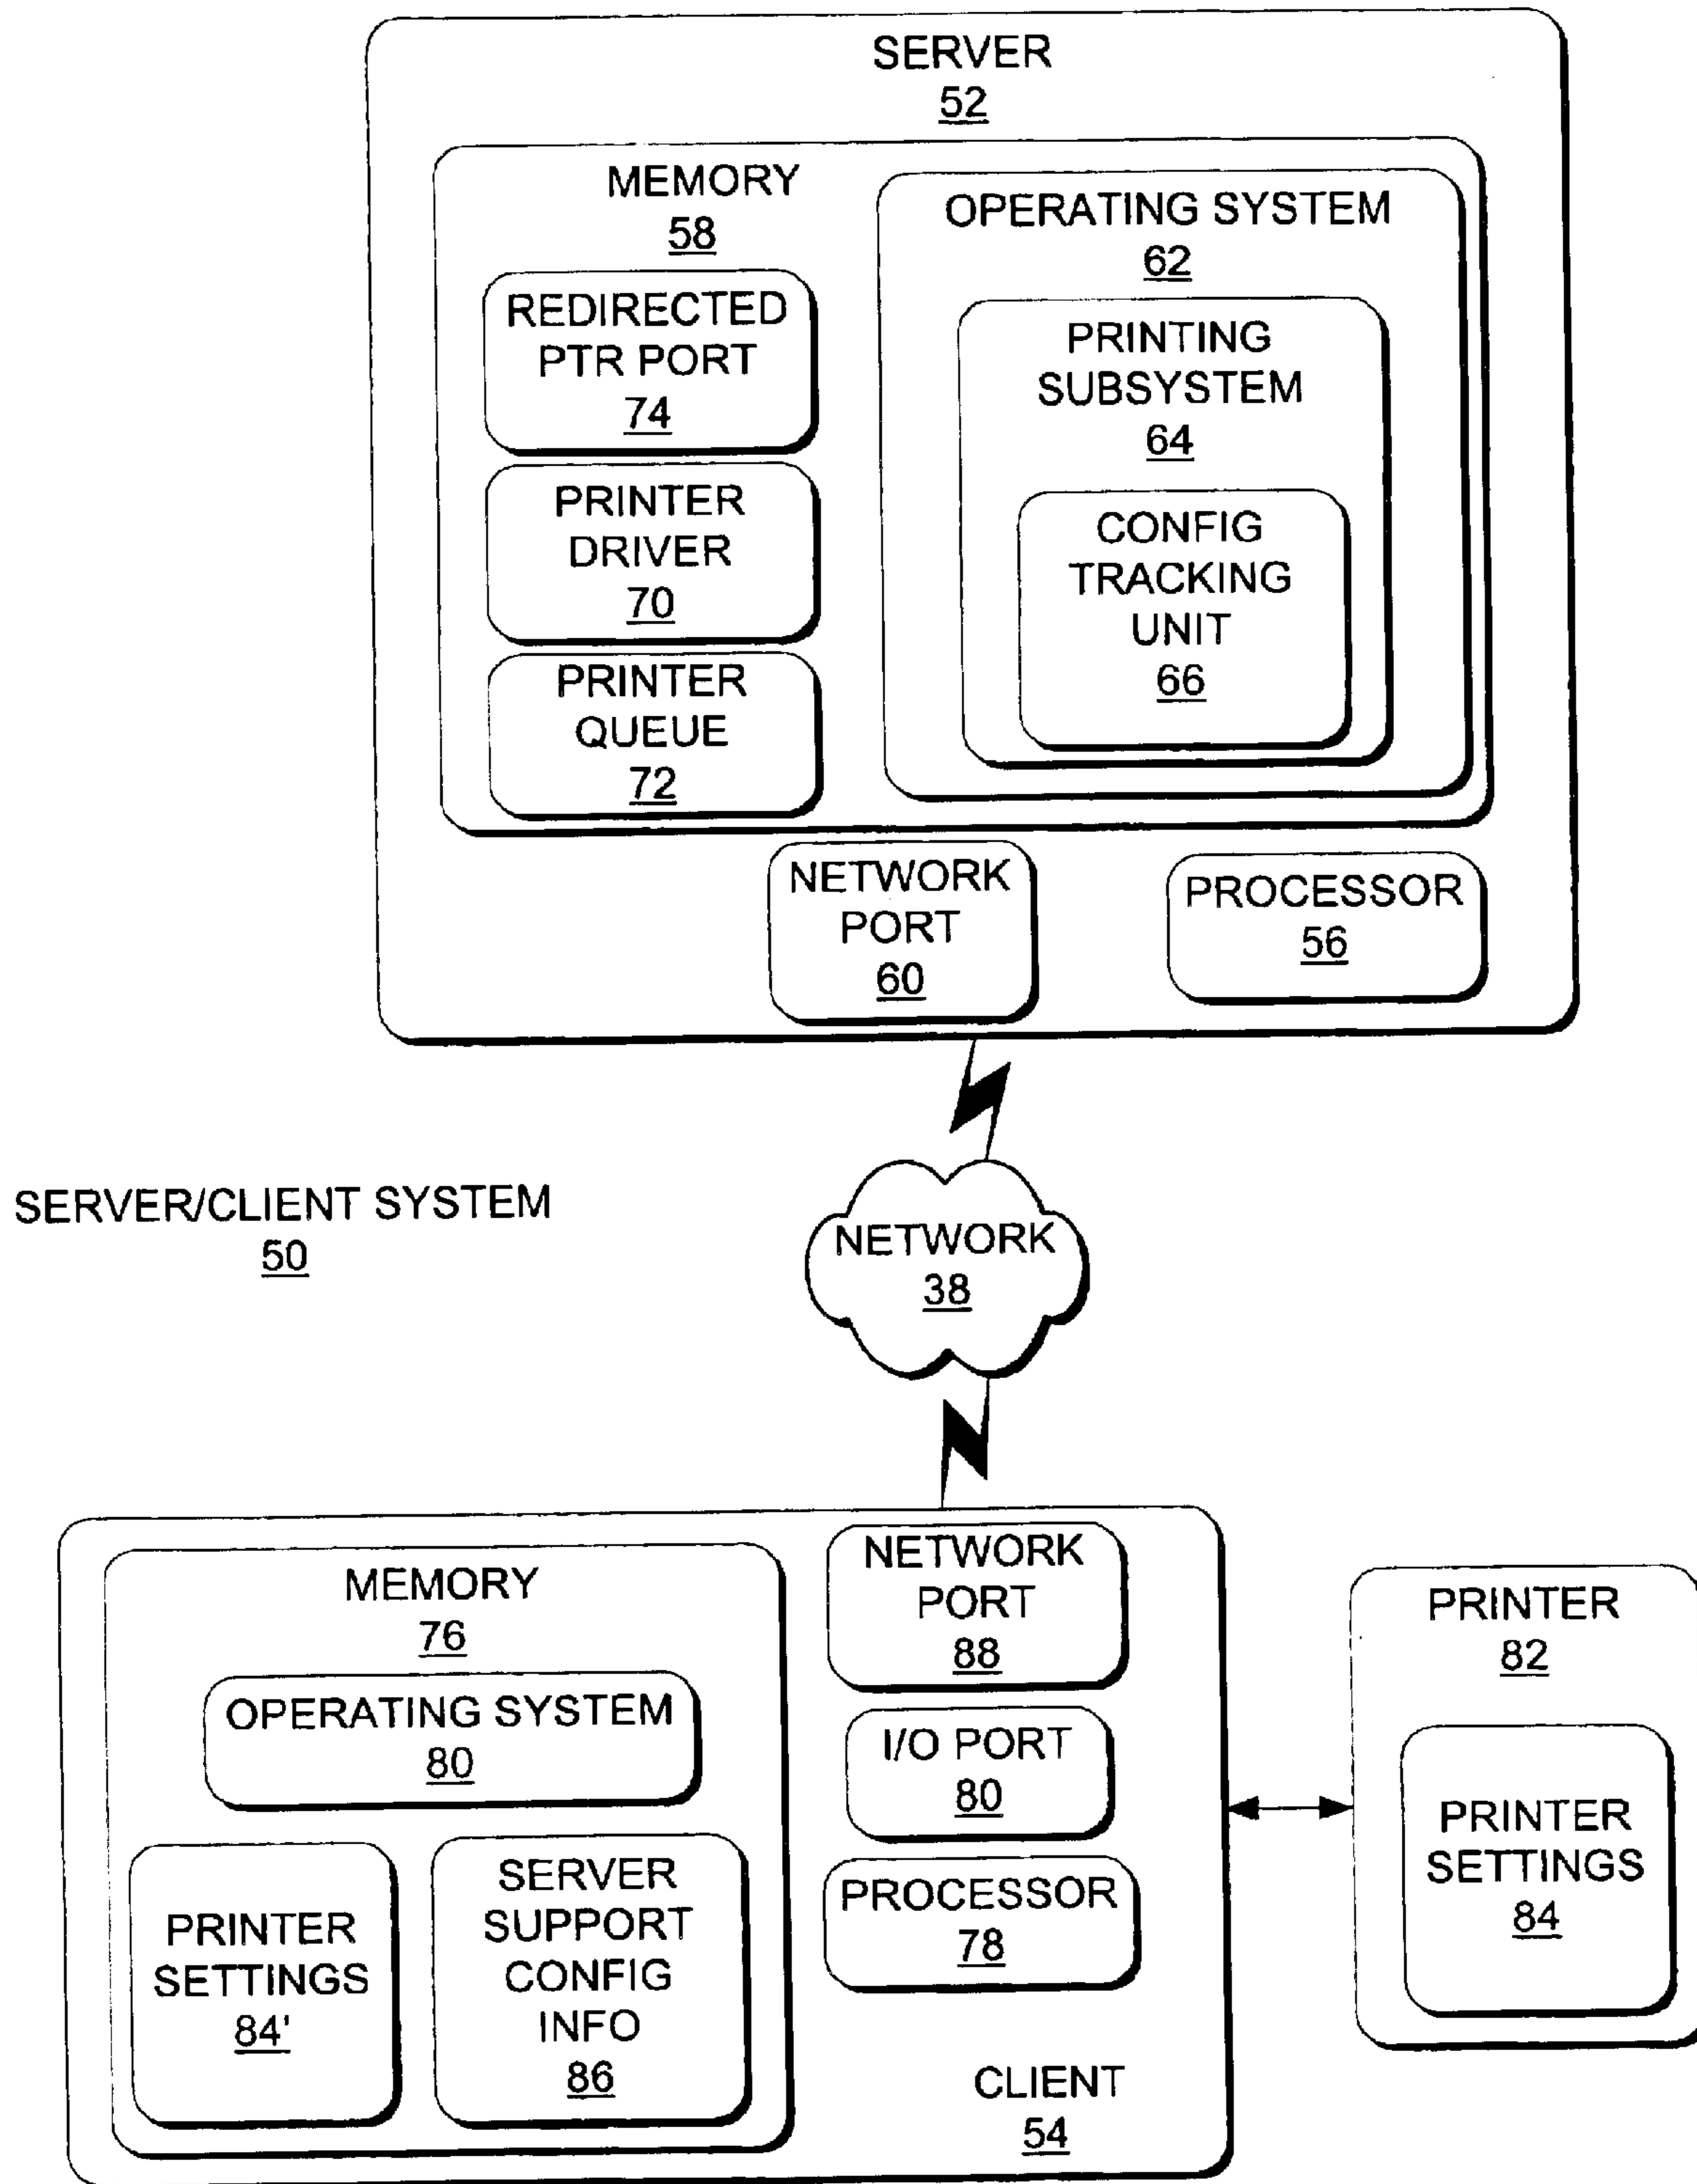 SERVER
52
MEMORY
58
REDIRECTED
PTR PORT
74
PRINTER
DRIVER
70
PRINTER
QUEUE
72
OPERATING SYSTEM
62
PRINTING
SUBSYSTEM
64
CONFIG
TRACKING
UNIT
66
NETWORK
PORT
60
PROCESSOR
56
SERVER/CLIENT SYSTEM
50
NETWORK
38
MEMORY
76
OPERATING SYSTEM
80
PRINTER
SETTINGS
84'
SERVER
SUPPORT
CONFIG
INFO
86
NETWORK
PORT
88
I/O PORT
80
PROCESSOR
78
CLIENT
54
PRINTER
82
PRINTER
SETTINGS
84